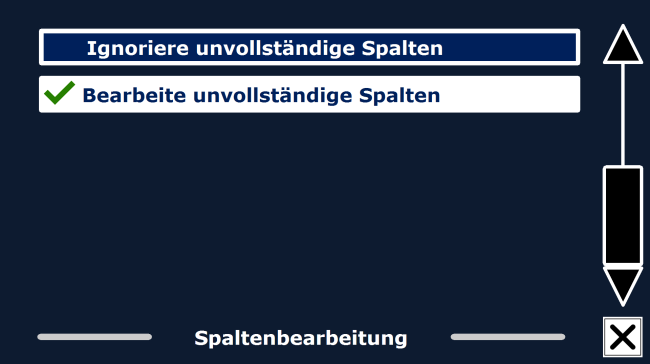 Ignoriere unvollständige Spalten
Bearbeite unvollständige Spalten
Spaltenbearbeitung